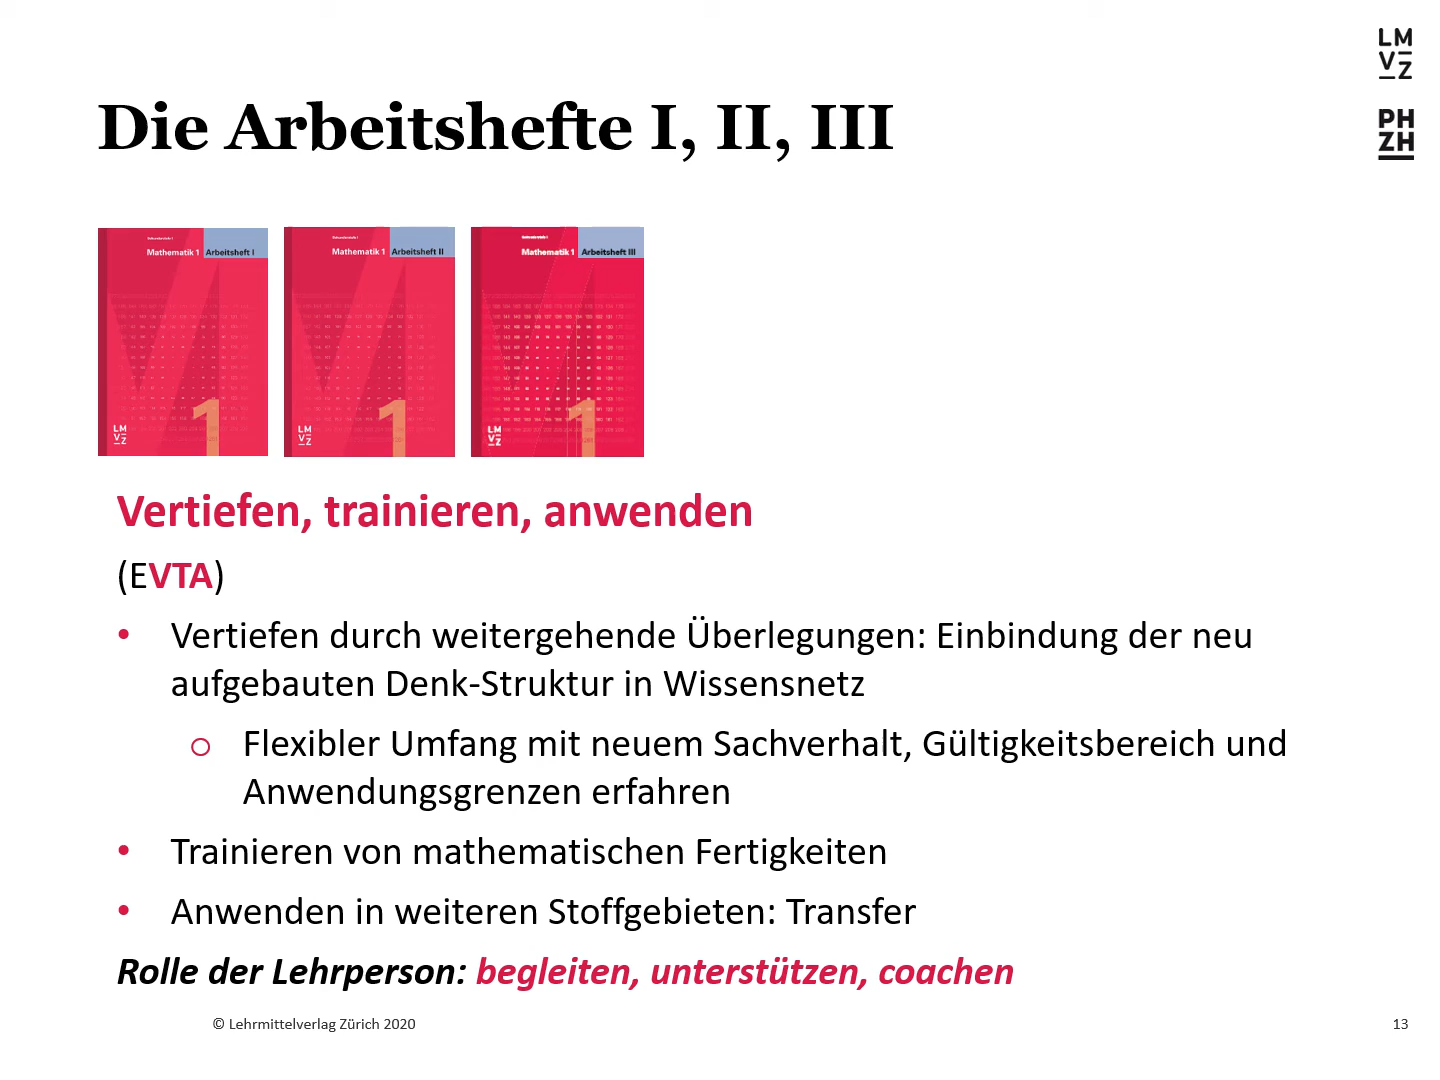 LM
VZ
PH
ZH
Die Arbeitshefte I, II, III
Mathematik 1 Arbeitsheft I
Mathematik 1 Arbeitsheft II
Mathematik 1 Arbeitsheft III
1
1
1
LM
VZ
LM
VZ
LM
VZ
Vertiefen, trainieren, anwenden
(EVTA)
• Vertiefen durch weitergehende Überlegungen: Einbindung der neu
aufgebauten Denk-Struktur in Wissensnetz
o Flexibler Umfang mit neuem Sachverhalt, Gültigkeitsbereich und
Anwendungsgrenzen erfahren
• Trainieren von mathematischen Fertigkeiten
• Anwenden in weiteren Stoffgebieten: Transfer
Rolle der Lehrperson: begleiten, unterstützen, coachen
© Lehrmittelverlag Zürich 2020
13